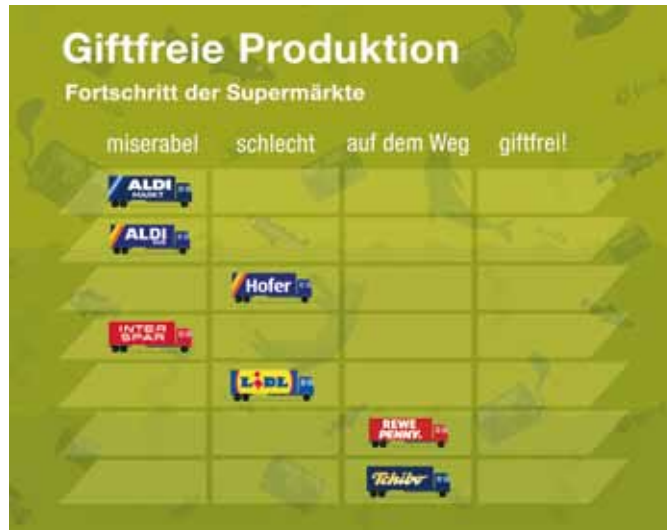 Giftfreie Produktion
Fortschritt der Supermärkte
miserabel schlecht auf dem Weg giftfrei!
ALDI
MARKT
ALDI
Hofer
INTER
SPAR
LiDL
REWE
PENNY.
Tchibo